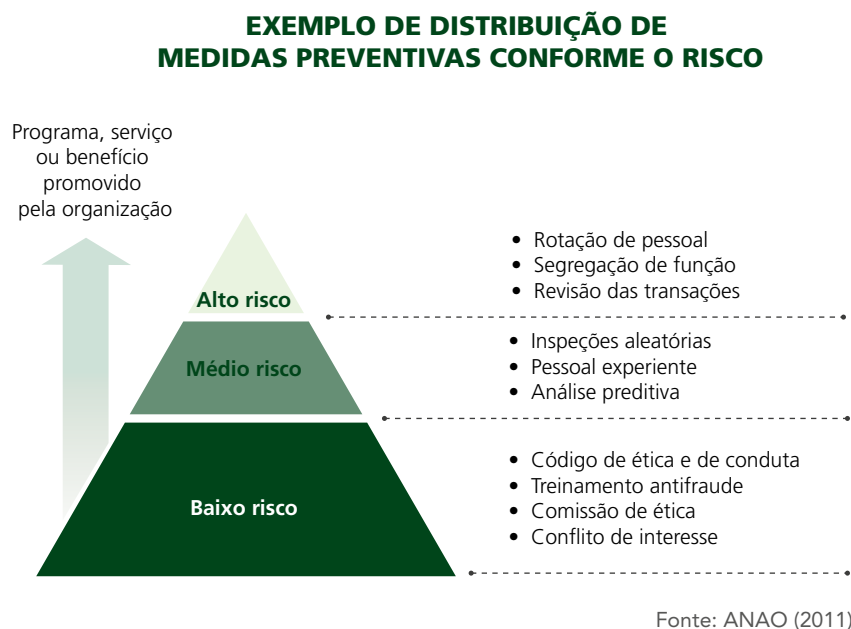 EXEMPLO DE DISTRIBUIÇÃO DE
MEDIDAS PREVENTIVAS CONFORME O RISCO
Programa, serviço
ou benefício
promovido
pela organização
Alto risco
• Rotação de pessoal
• Segregação de função
• Revisão das transações
Médio risco
• Inspeções aleatórias
• Pessoal experiente
• Análise preditiva
Baixo risco
• Código de ética e de conduta
• Treinamento antifraude
• Comissão de ética
• Conflito de interesse
Fonte: ANAO (2011)